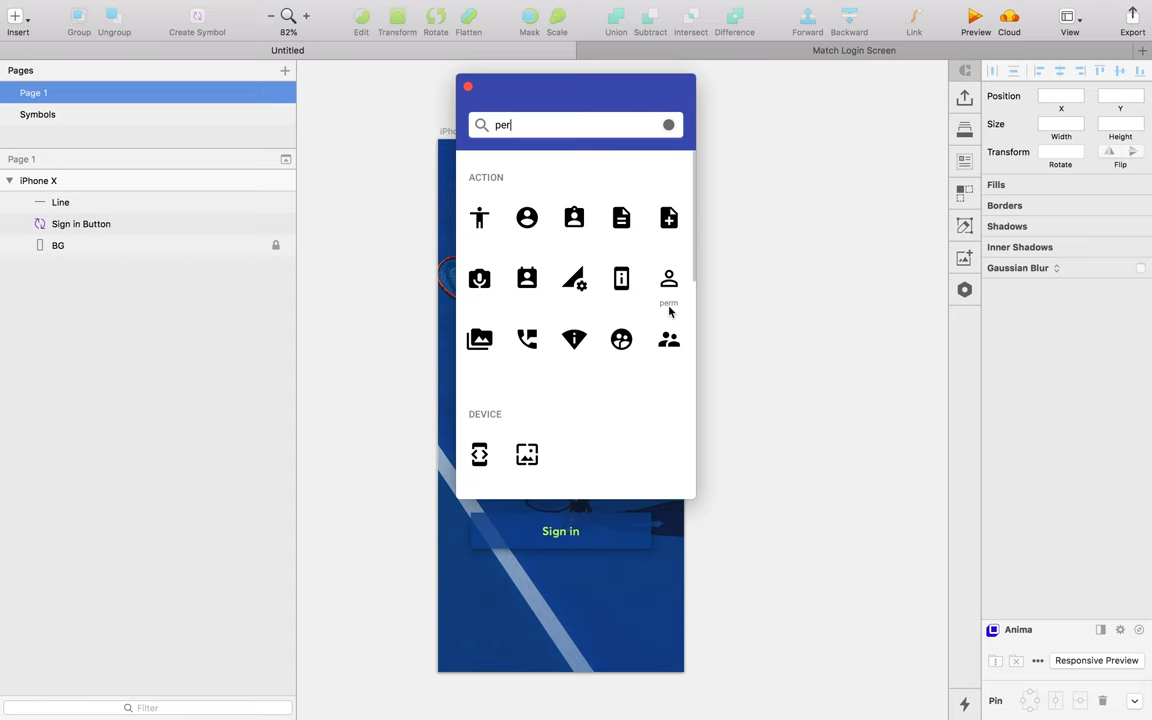 Insert
Group
Ungroup
Create Symbol
82%
Edit
Transform
Rotate
Flatten
Mask
Scale
Union
Subtract
Intersect
Difference
Forward
Backward
Link
Preview
Cloud
View
Export
Untitled
Match Login Screen
Pages
Page 1
Symbols
Page 1
iPhone X
Line
Sign in Button
BG
Filter
per
ACTION
perm
DEVICE
Sign in
Position
X
Y
Size
Width
Height
Transform
Rotate
Flip
Fills
Borders
Shadows
Inner Shadows
Gaussian Blur
Anima
Responsive Preview
Pin